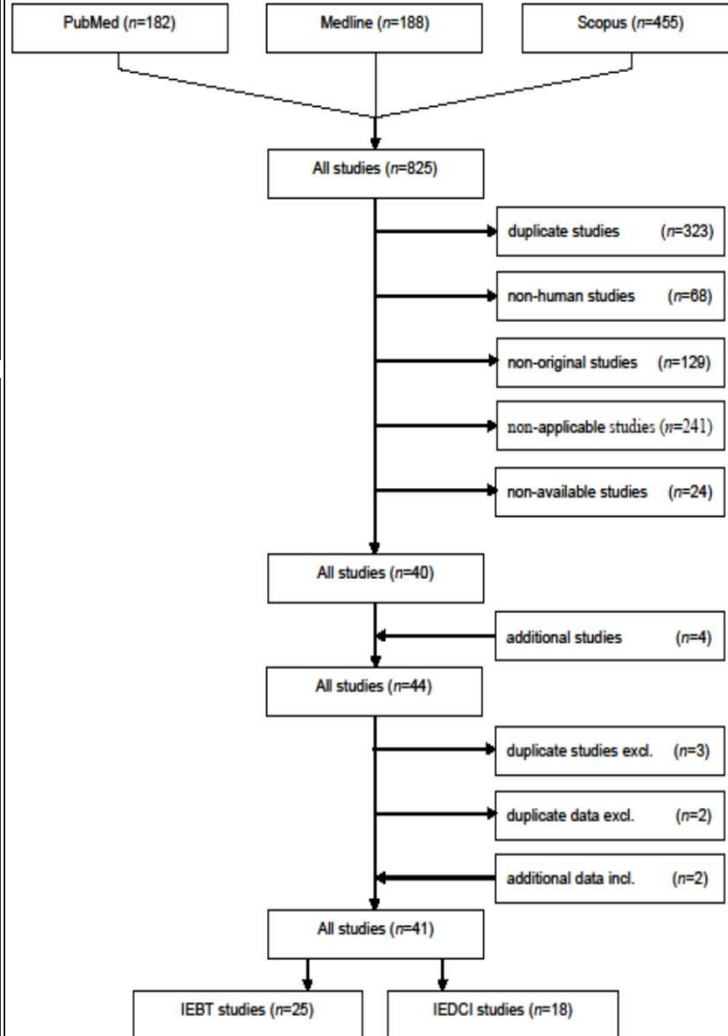 PubMed (n=182)
Medline (n=188)
Scopus (n=455)
All studies (n=825)
duplicate studies (n=323)
non-human studies (n=68)
non-original studies (n=129)
non-applicable studies (n=241)
non-available studies (n=24)
All studies (n=40)
additional studies (n=4)
All studies (n=44)
duplicate studies excl. (n=3)
duplicate data excl. (n=2)
additional data incl. (n=2)
All studies (n=41)
IEBT studies (n=25)
IEDCI studies (n=18)